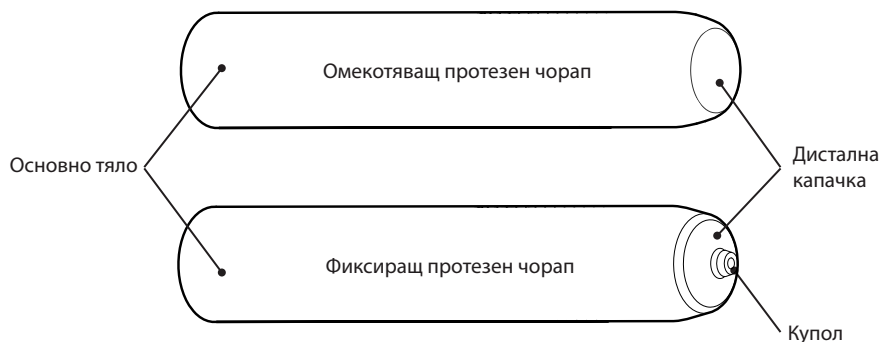 Омекотяващ протезен чорап
Основно тяло
Дистална
капачка
Фиксиращ протезен чорап
Купол